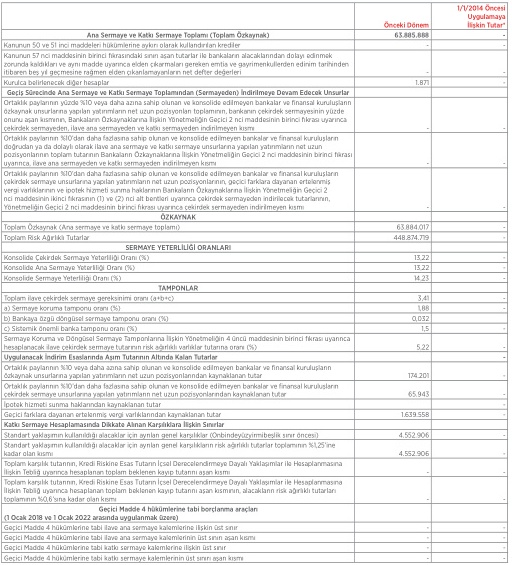 1/1/2014 Öncesi
Uygulamaya
Önceki Dönem İlişkin Tutar*
Ana Sermaye ve Katkı Sermaye Toplamı (Toplam Özkaynak) 63.885.888 -
Kanunun 50 ve 51 inci maddeleri hükümlerine aykırı olarak kullandırılan krediler - -
Kanunun 57 nci maddesinin birinci fıkrasındaki sınırı aşan tutarlar ile bankaların alacaklarından dolayı edinmek
zorunda kaldıkları ve aynı madde uyarınca elden çıkarmaları gereken emtia ve gayrimenkullerden edinim tarihinden
itibaren beş yıl geçmesine rağmen elden çıkarılamayanların net defter değerleri - -
Kurulca belirlenecek diğer hesaplar 1.871 -
Geçiş Sürecinde Ana Sermaye ve Katkı Sermaye Toplamından (Sermayeden) İndirilmeye Devam Edecek Unsurlar
Ortaklık paylarının yüzde %10 veya daha azına sahip olunan ve konsolide edilmeyen bankalar ve finansal kuruluşların
özkaynak unsurlarına yapılan yatırımların net uzun pozisyonları toplamının, bankanın çekirdek sermayesinin yüzde
onunu aşan kısmının, Bankaların Özkaynaklarına İlişkin Yönetmeliğin Geçici 2 nci maddesinin birinci fıkrası uyarınca
çekirdek sermayeden, ilave ana sermayeden ve katkı sermayeden indirilmeyen kısmı -
Ortaklık paylarının %10'dan daha fazlasına sahip olunan ve konsolide edilmeyen bankalar ve finansal kuruluşların
doğrudan ya da dolaylı olarak ilave ana sermaye ve katkı sermaye unsurlarına yapılan yatırımların net uzun
pozisyonlarının toplam tutarının Bankaların Özkaynaklarına İlişkin Yönetmeliğin Geçici 2 nci maddesinin birinci fıkrası
uyarınca, ilave ana sermayeden ve katkı sermayeden indirilmeyen kısmı -
Ortaklık paylarının %10'dan daha fazlasına sahip olunan ve konsolide edilmeyen bankalar ve finansal kuruluşların
çekirdek sermaye unsurlarına yapılan yatırımların net uzun pozisyonlarının, geçici farklara dayanan ertelenmiş
vergi varlıklarının ve ipotek hizmeti sunma haklarının Bankaların Özkaynaklarına İlişkin Yönetmeliğin Geçici 2
nci maddesinin ikinci fıkrasının (1) ve (2) nci alt bentleri uyarınca çekirdek sermayeden indirilecek tutarlarının,
Yönetmeliğin Geçici 2 nci maddesinin birinci fıkrası uyarınca çekirdek sermayeden indirilmeyen kısmı - -
ÖZKAYNAK
Toplam Özkaynak (Ana sermaye ve katkı sermaye toplamı) 63.884.017 -
Toplam Risk Ağırlıklı Tutarlar 448.874.719 -
SERMAYE YETERLİLİĞİ ORANLARI
Konsolide Çekirdek Sermaye Yeterliliği Oranı (%) 13,22 -
Konsolide Ana Sermaye Yeterliliği Oranı (%) 13,22 -
Konsolide Sermaye Yeterliliği Oranı (%) 14,23 -
TAMPONLAR
Toplam ilave çekirdek sermaye gereksinimi oranı (a+b+c) 3,41 -
a) Sermaye koruma tamponu oranı (%) 1,88 -
b) Bankaya özgü döngüsel sermaye tamponu oranı (%) 0,032 -
c) Sistemik önemli banka tamponu oranı (%) 1,5 -
Sermaye Koruma ve Döngüsel Sermaye Tamponlarına İlişkin Yönetmeliğin 4 üncü maddesinin birinci fıkrası uyarınca
hesaplanacak ilave çekirdek sermaye tutarının risk ağırlıklı varlıklar tutarına oranı (%) 5,22 -
Uygulanacak İndirim Esaslarında Aşım Tutarının Altında Kalan Tutarlar -
Ortaklık paylarının %10 veya daha azına sahip olunan ve konsolide edilmeyen bankalar ve finansal kuruluşların
özkaynak unsurlarına yapılan yatırımların net uzun pozisyonlarından kaynaklanan tutar 174.201
Ortaklık paylarının %10'dan daha fazlasına sahip olunan ve konsolide edilmeyen bankalar ve finansal kuruluşların
çekirdek sermaye unsurlarına yapılan yatırımların net uzun pozisyonlarından kaynaklanan tutar 65.943 -
İpotek hizmeti sunma haklarından kaynaklanan tutar -
Geçici farklara dayanan ertelenmiş vergi varlıklarından kaynaklanan tutar 1.639.558 -
Katkı Sermaye Hesaplamasında Dikkate Alınan Karşılıklara İlişkin Sınırlar
Standart yaklaşımın kullanıldığı alacaklar için ayrılan genel karşılıklar (Onbindeyüzyirmibeşlik sınır öncesi) 4.552.906 -
Standart yaklaşımın kullanıldığı alacaklar için ayrılan genel karşılıkların risk ağırlıklı tutarlar toplamının %1,25'ine
kadar olan kısmı 4.552.906 -
Toplam karşılık tutarının, Kredi Riskine Esas Tutarın İçsel Derecelendirmeye Dayalı Yaklaşımlar ile Hesaplanmasına
İlişkin Tebliğ uyarınca hesaplanan toplam beklenen kayıp tutarını aşan kısmı -
Toplam karşılık tutarının, Kredi Riskine Esas Tutarın İçsel Derecelendirmeye Dayalı Yaklaşımlar ile Hesaplanmasına
İlişkin Tebliğ uyarınca hesaplanan toplam beklenen kayıp tutarını aşan kısmının, alacakların risk ağırlıklı tutarları
toplamının %0,6'sına kadar olan kısmı -
Geçici Madde 4 hükümlerine tabi borçlanma araçları
(1 Ocak 2018 ve 1 Ocak 2022 arasında uygulanmak üzere)
Geçici Madde 4 hükümlerine tabi ilave ana sermaye kalemlerine ilişkin üst sınır - -
Geçici Madde 4 hükümlerine tabi ilave ana sermaye kalemlerinin üst sınırı aşan kısmı - -
Geçici Madde 4 hükümlerine tabi katkı sermaye kalemlerine ilişkin üst sınır - -
Geçici Madde 4 hükümlerine tabi katkı sermaye kalemlerinin üst sınırı aşan kısmı - -